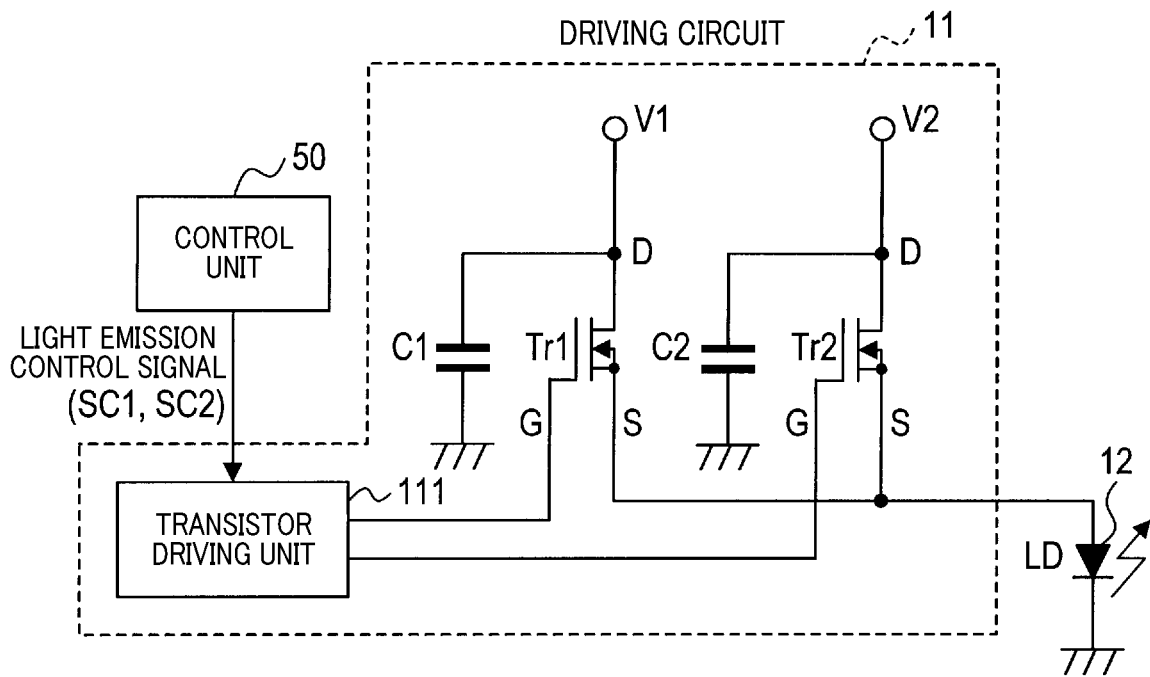 DRIVING CIRCUIT
11
V1
V2
50
CONTROL
UNIT
D
D
LIGHT EMISSION
CONTROL SIGNAL
(SC1, SC2)
C1
Tr1
C2
Tr2
G
S
G
S
111
12
TRANSISTOR
DRIVING UNIT
LD